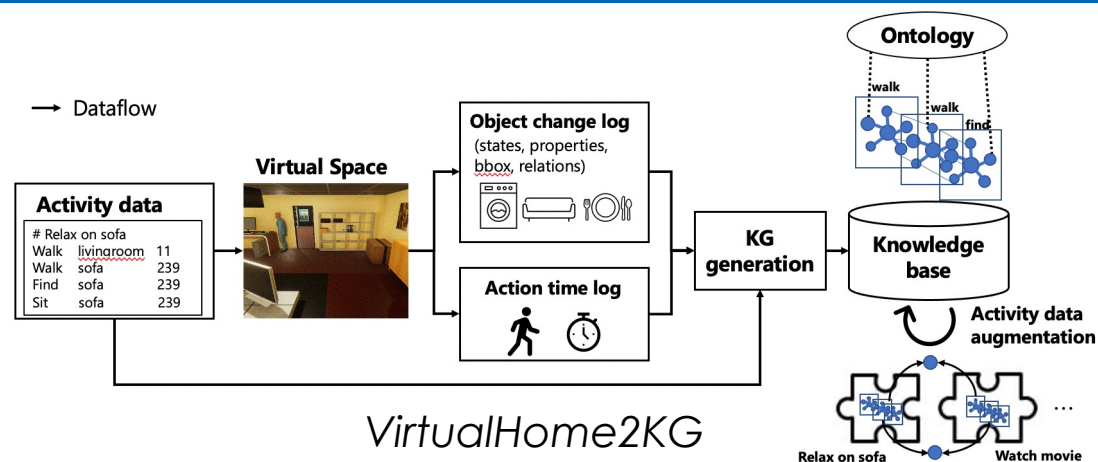 Dataflow
Activity data
# Relax on sofa
Walk livingroom 11
Walk sofa 239
Find sofa 239
Sit sofa 239
Virtual Space
Object change log
(states, properties,
bbox, relations)
Action time log
KG
generation
Ontology
walk
walk
find
Knowledge
base
Activity data
augmentation
Relax on sofa
Watch movie
...
VirtualHome2KG